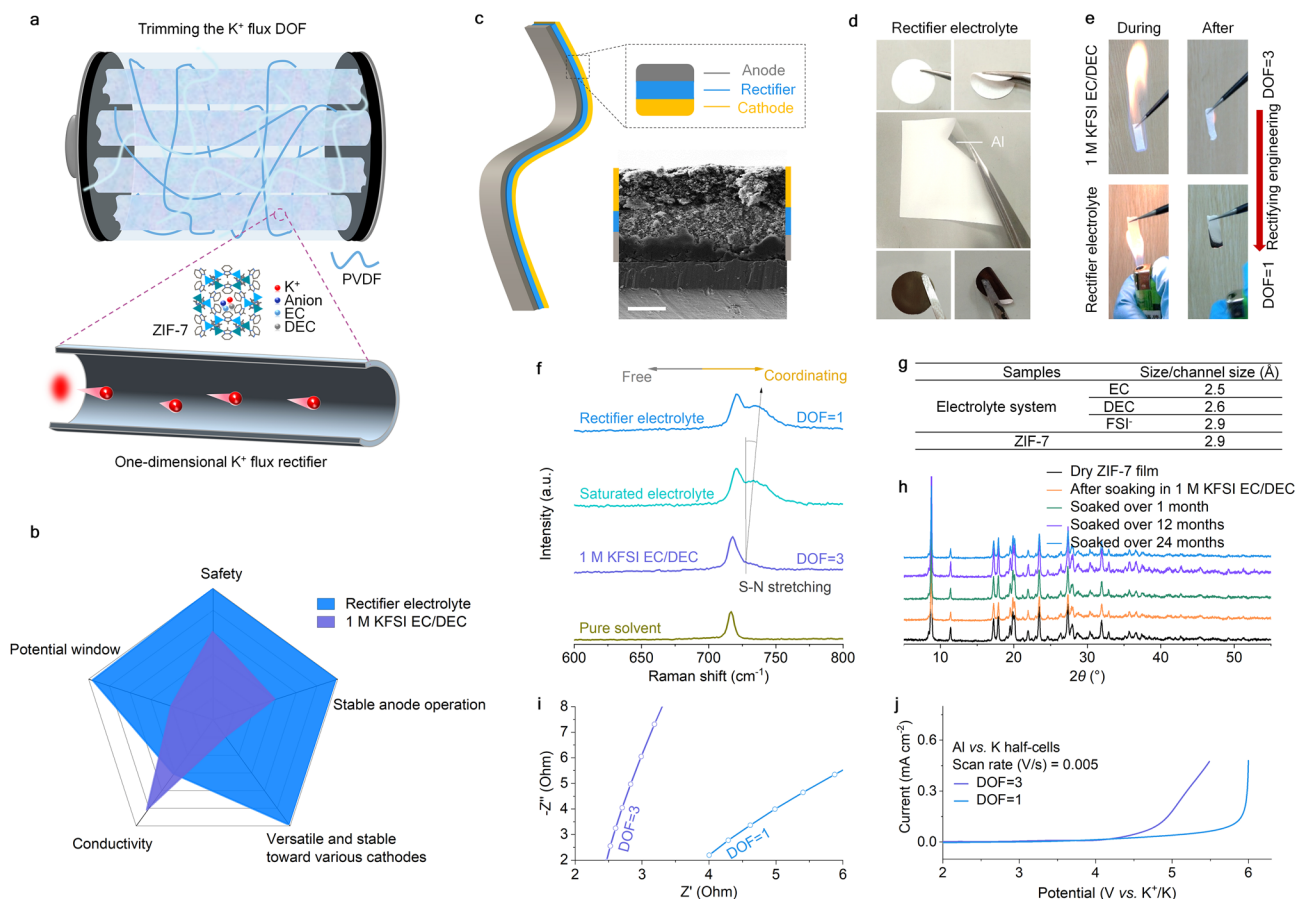 a
Trimming the K⁺ flux DOF
PVDF
K⁺
Anion
EC
DEC
ZIF-7
One-dimensional K⁺ flux rectifier
b
Safety
Rectifier electrolyte
1 M KFSI EC/DEC
Potential window
Stable anode operation
Conductivity
Versatile and stable
toward various cathodes
c
Anode
Rectifier
Cathode
d
Rectifier electrolyte
Al
e
During
After
1 M KFSI EC/DEC
Rectifier electrolyte
DOF=3
Rectifying engineering
DOF=1
f
Free
Coordinating
Rectifier electrolyte
DOF=1
Saturated electrolyte
1 M KFSI EC/DEC
DOF=3
S-N stretching
Pure solvent
Intensity (a.u.)
600 650 700 750 800
Raman shift (cm⁻¹)
g
Samples Size/channel size (Å)
Electrolyte system
EC 2.5
DEC 2.6
FSI⁻ 2.9
ZIF-7 2.9
h
Dry ZIF-7 film
After soaking in 1 M KFSI EC/DEC
Soaked over 1 month
Soaked over 12 months
Soaked over 24 months
10 20 30 40 50
2θ (°)
i
8
7
6
5
4
3
2
-Z'' (Ohm)
DOF=3
DOF=1
2 3 4 5 6
Z' (Ohm)
j
Al vs. K half-cells
Scan rate (V/s) = 0.005
DOF=3
DOF=1
0.6
0.3
0.0
Current (mA cm⁻²)
2 3 4 5 6
Potential (V vs. K⁺/K)